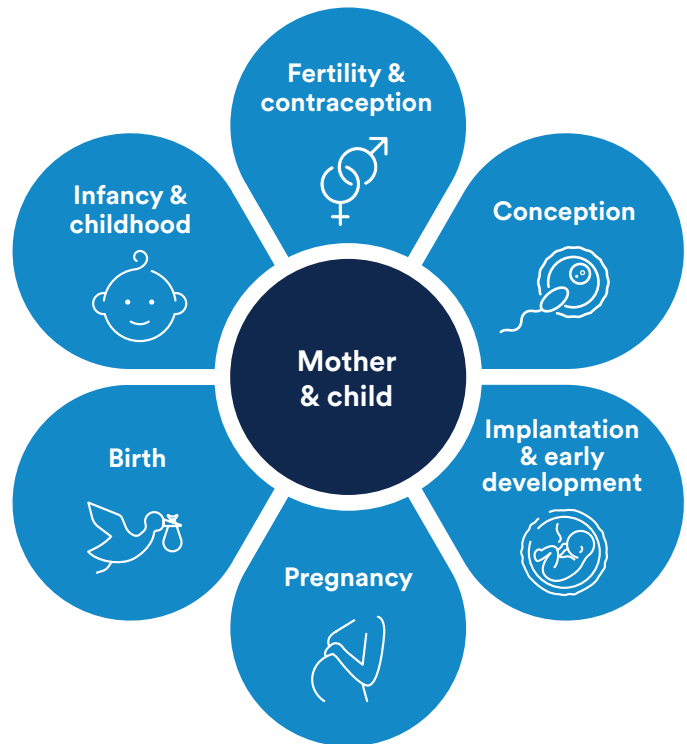 Fertility &
contraception
Conception
Implantation
& early
development
Pregnancy
Birth
Infancy &
childhood
Mother
& child